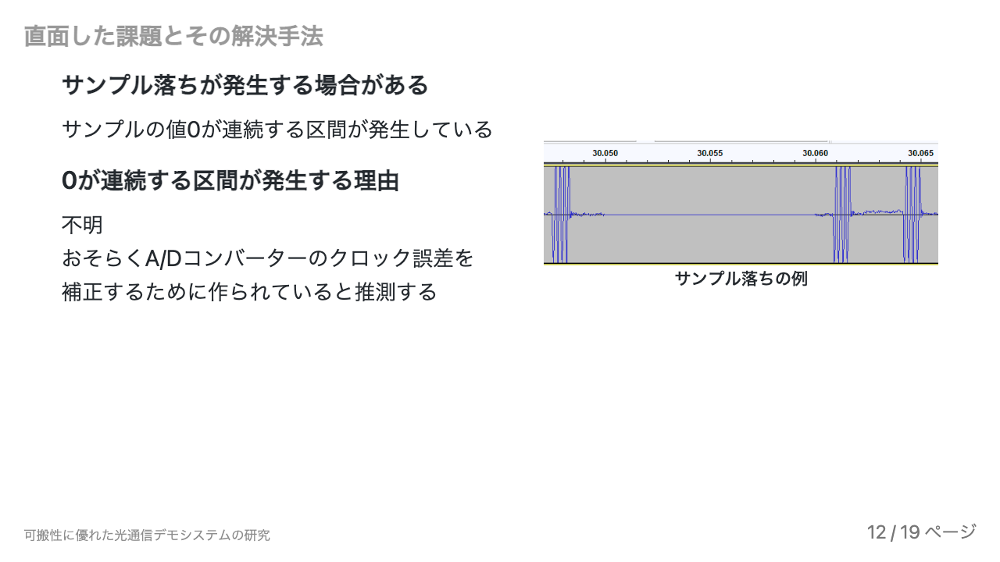 直面した課題とその解決手法
サンプル落ちが発生する場合がある
サンプルの値0が連続する区間が発生している
0が連続する区間が発生する理由
不明
おそらくA/Dコンバーターのクロック誤差を
補正するために作られていると推測する
30.050 30.055 30.060 30.065
サンプル落ちの例
可搬性に優れた光通信デモシステムの研究
12 / 19 ページ